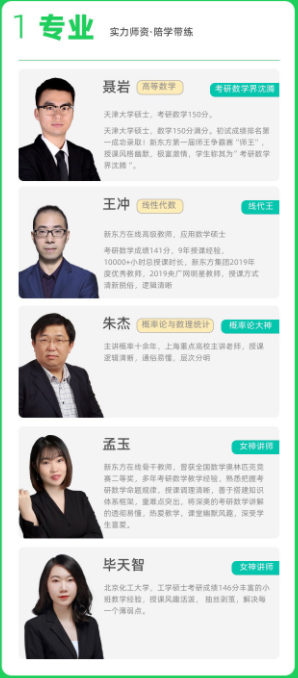 1 专业 实力师资·陪学带练
聂岩 高等数学 考研数学界沈腾
天津大学硕士，考研数学150分。
天津大学硕士，数学150分满分。初试成绩排名第
一成功录取！新东方第一届师王争霸赛“师王”，
授课风格幽默，极富激情，学生称其为“考研数学
界沈腾”。
王冲 线性代数 线代王
新东方在线高级教师，应用数学硕士
考研数学成绩141分，9年授课经验，
10000+小时总授课时长，新东方集团2019年
度优秀教师，2019央广网明星教师，授课方式
清新脱俗，逻辑清晰
朱杰 概率论与数理统计 概率论大神
主讲概率十余年，上海重点高校主讲老师，授课
逻辑清晰，通俗易懂，层次分明
孟玉 女神讲师
新东方在线骨干教师，曾获全国数学奥林匹克竞
赛二等奖，多年考研数学教学经验，熟悉把握考
研数学命题规律，授课调理清晰，善于搭建知识
体系框架，重难点突出，将深奥的考研数学讲解
的透彻易懂，热爱教学，课堂幽默风趣，深受学
生喜爱。
毕天智 女神讲师
北京化工大学，工学硕士考研成绩146分丰富的小
班教学经验，授课风趣活泼， 抽丝剥茧，解决每
一个薄弱点。